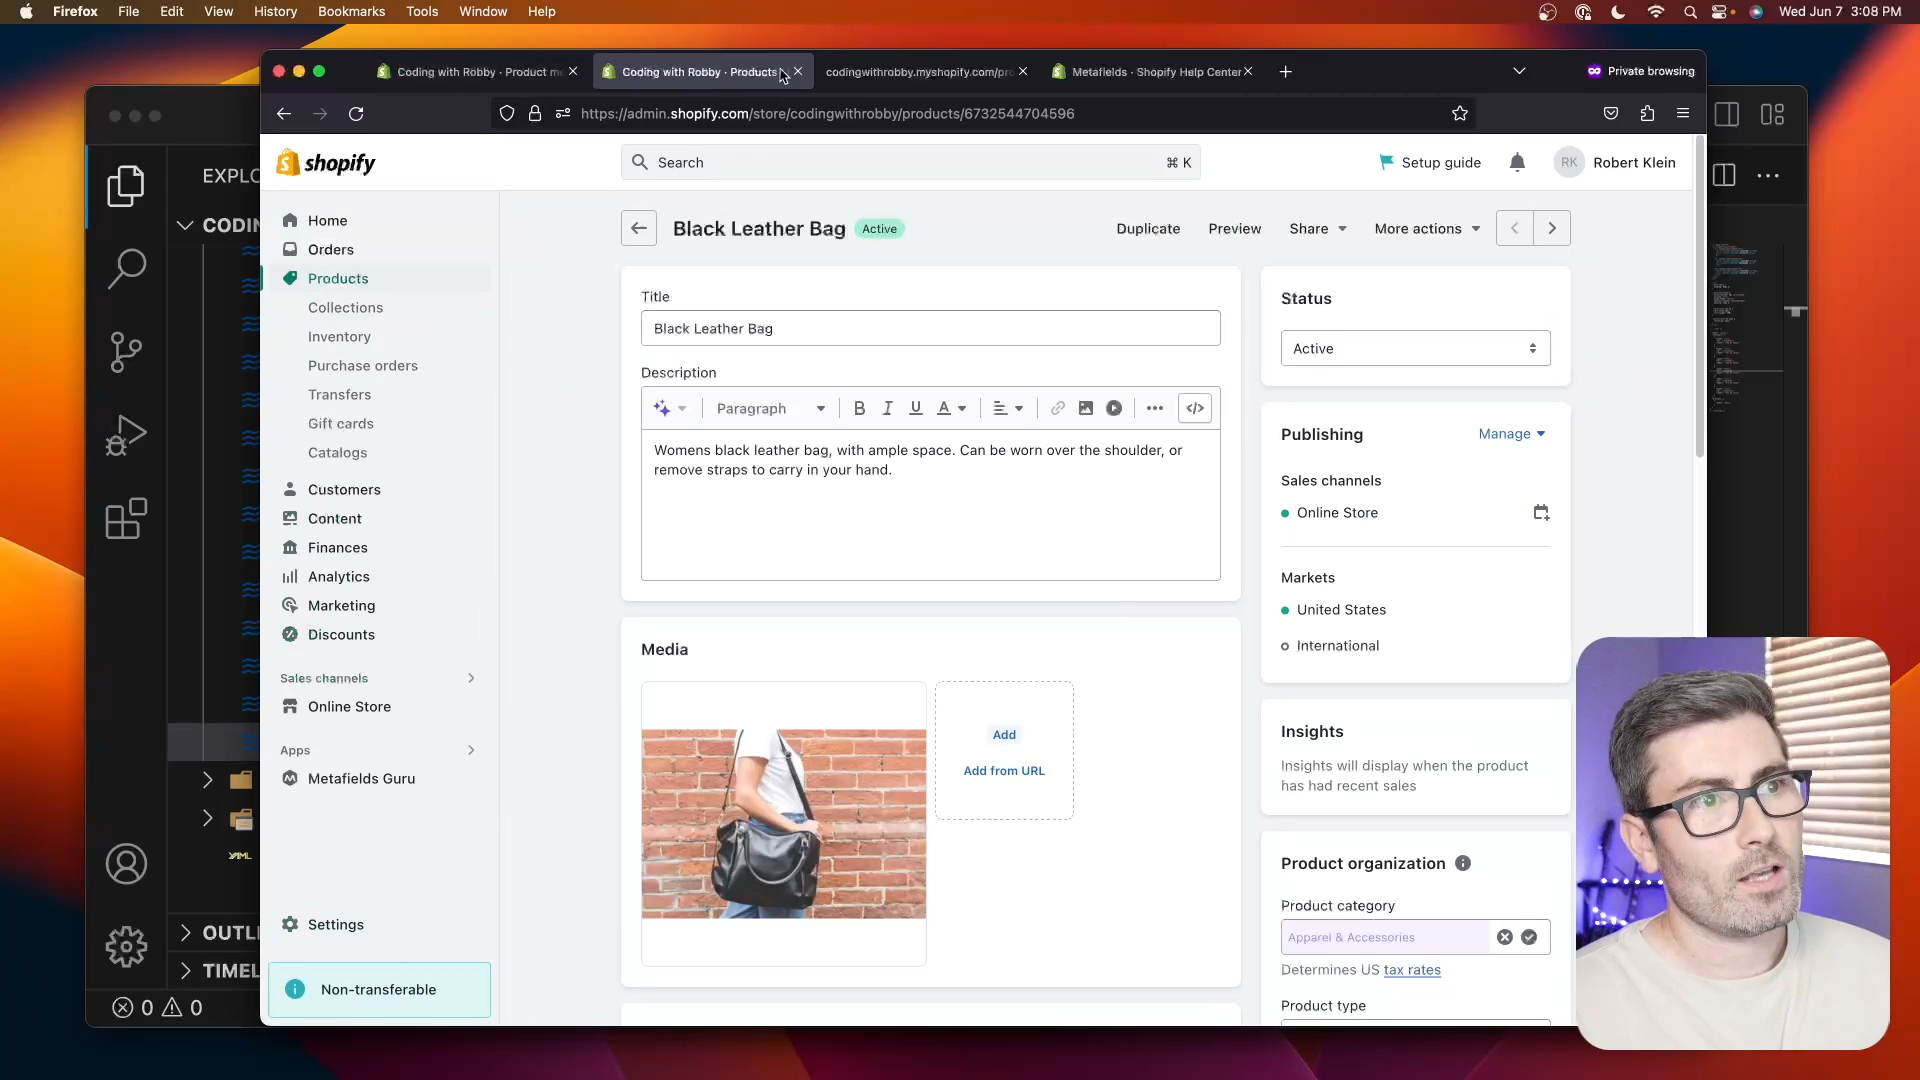 Firefox File Edit View History Bookmarks Tools Window Help
Wed Jun 7 3:08 PM
Coding with Robby · Product m
Coding with Robby · Products
codingwithrobby.myshopify.com/pro
Metafields · Shopify Help Center
Private browsing
https://admin.shopify.com/store/codingwithrobby/products/6732544704596
shopify
Search
⌘ K
Setup guide
RK
Robert Klein
EXPLO
CODIN
OUTLI
TIMEL
0
0
YAML
Home
Orders
Products
Collections
Inventory
Purchase orders
Transfers
Gift cards
Catalogs
Customers
Content
Finances
Analytics
Marketing
Discounts
Sales channels
Online Store
Apps
Metafields Guru
Settings
Non-transferable
Black Leather Bag
Active
Duplicate
Preview
Share
More actions
Title
Black Leather Bag
Description
Paragraph
B I U A
</>
Womens black leather bag, with ample space. Can be worn over the shoulder, or
remove straps to carry in your hand.
Media
Add
Add from URL
Status
Active
Publishing
Manage
Sales channels
Online Store
Markets
United States
International
Insights
Insights will display when the product
has had recent sales
Product organization
Product category
Apparel & Accessories
Determines US tax rates
Product type